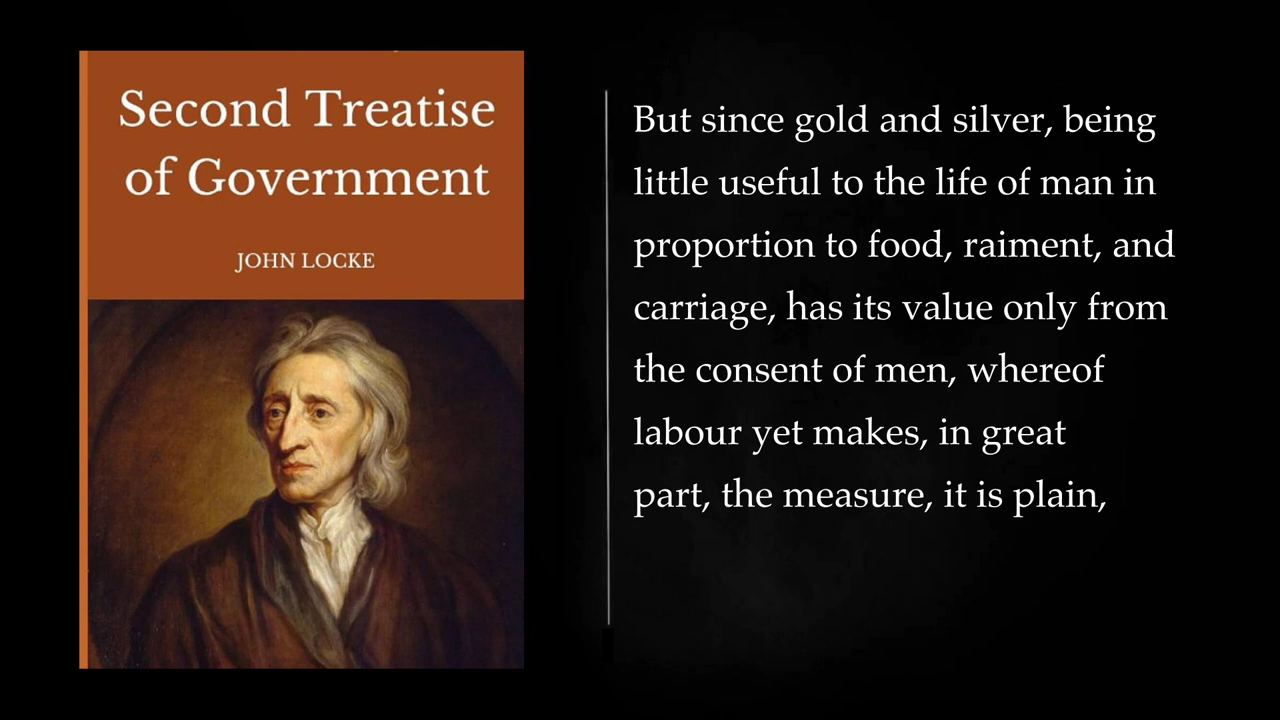 Second Treatise
of Government
JOHN LOCKE
But since gold and silver, being
little useful to the life of man in
proportion to food, raiment, and
carriage, has its value only from
the consent of men, whereof
labour yet makes, in great
part, the measure, it is plain,